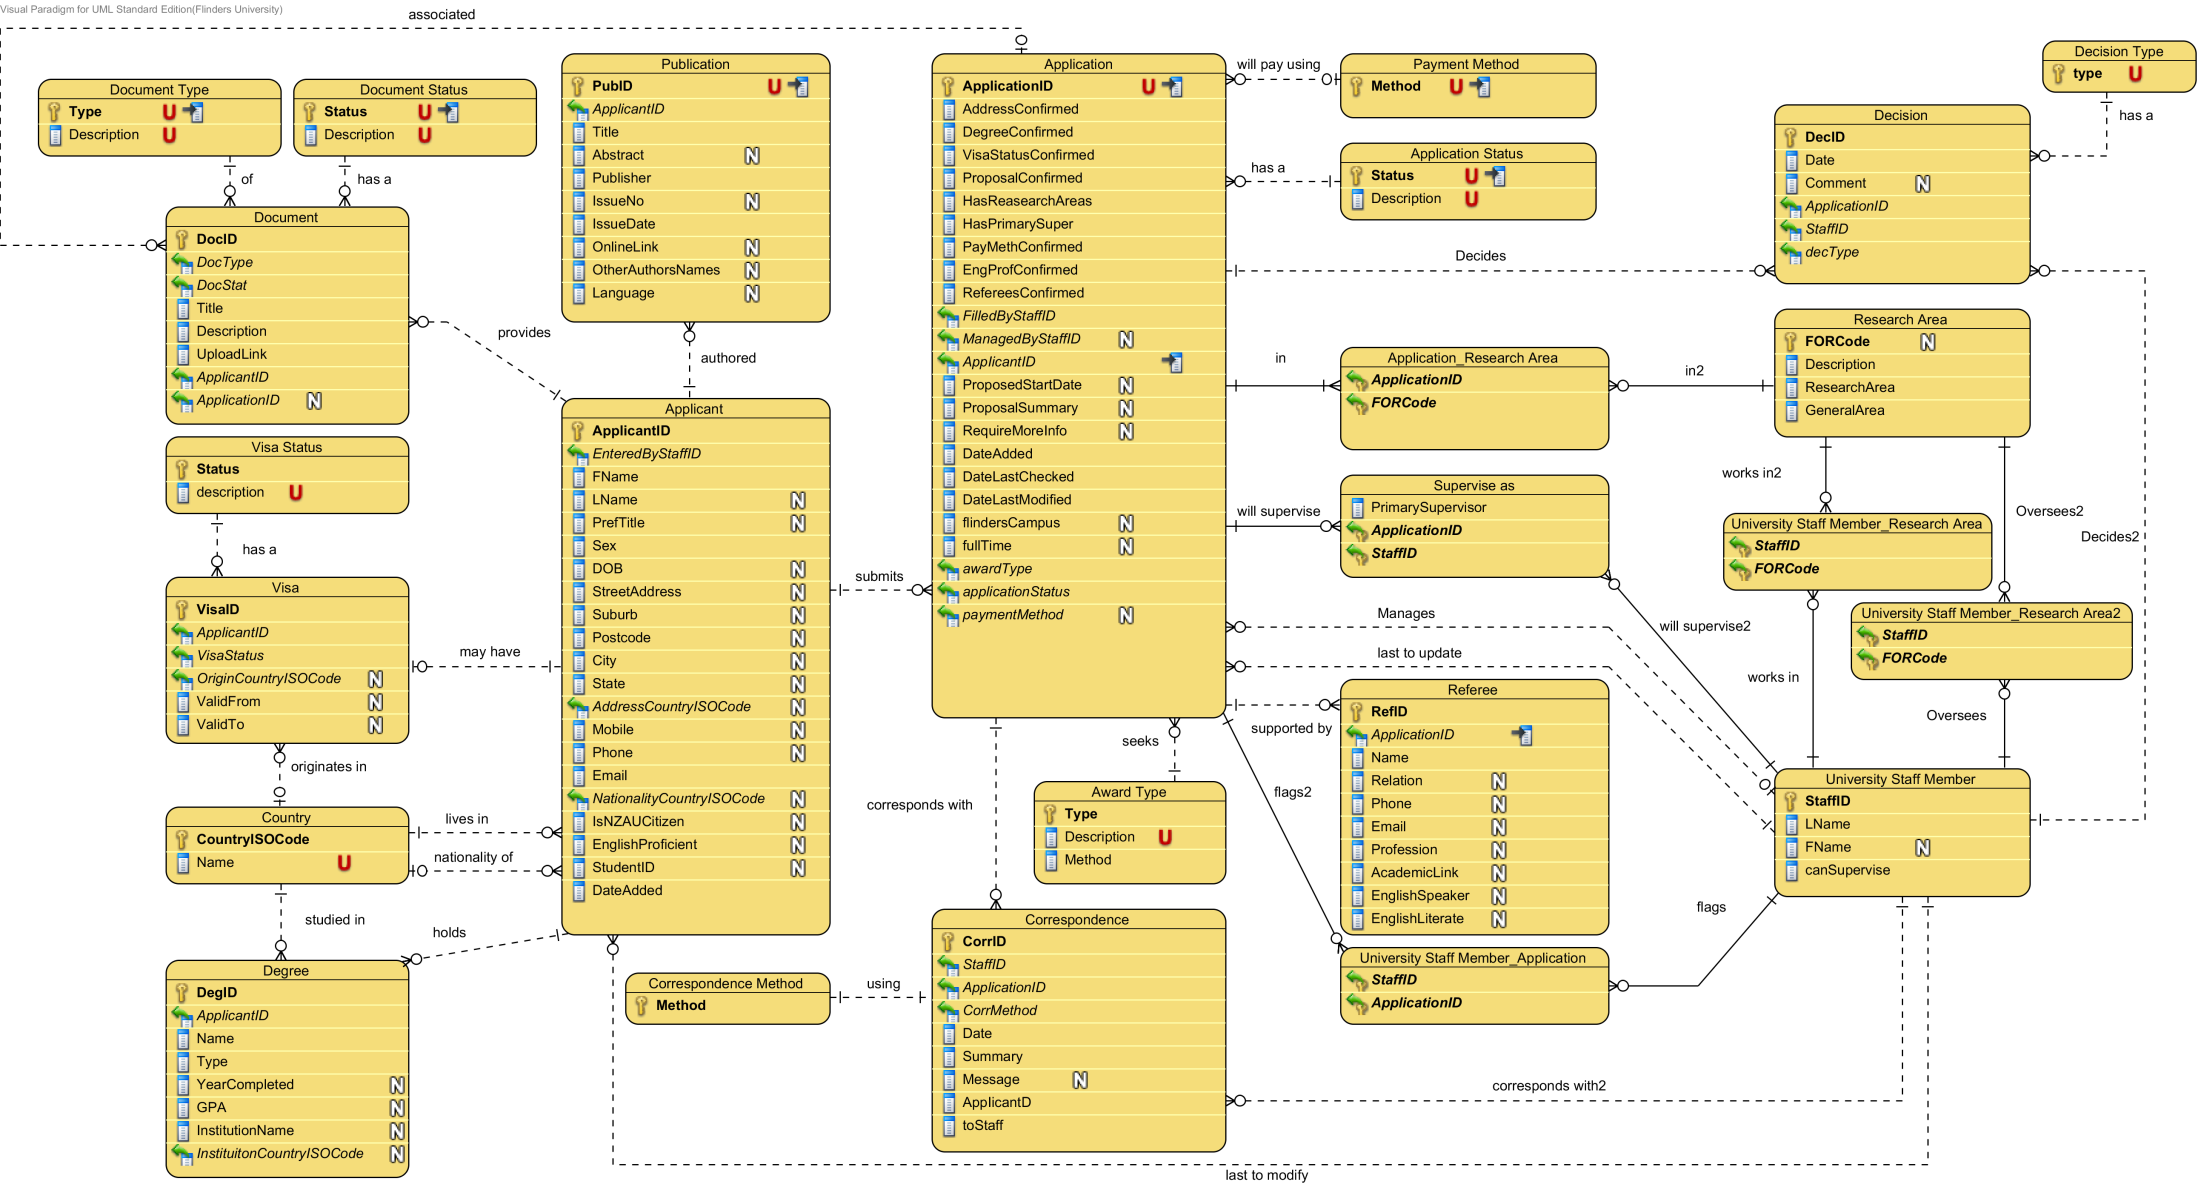 Visual Paradigm for UML Standard Edition(Flinders University)
associated
Document Type
Type U
Description U
Document Status
Status U
Description U
of
has a
Document
DocID
DocType
DocStat
Title
Description
UploadLink
ApplicantID
ApplicationID N
Visa Status
Status
description U
has a
Visa
VisaID
ApplicantID
VisaStatus
OriginCountryISOCode N
ValidFrom N
ValidTo N
originates in
Country
CountryISOCode
Name U
studied in
Degree
DegID
ApplicantID
Name
Type
YearCompleted N
GPA N
InstitutionName N
InstituitonCountryISOCode N
provides
may have
lives in
nationality of
holds
Publication
PubID U
ApplicantID
Title
Abstract N
Publisher
IssueNo N
IssueDate
OnlineLink N
OtherAuthorsNames N
Language N
authored
Applicant
ApplicantID
EnteredByStaffID
FName
LName N
PrefTitle N
Sex
DOB N
StreetAddress N
Suburb N
Postcode N
City N
State N
AddressCountryISOCode N
Mobile N
Phone N
Email
NationalityCountryISOCode N
IsNZAUCitizen N
EnglishProficient N
StudentID N
DateAdded
submits
Correspondence Method
Method
using
Application
ApplicationID U
AddressConfirmed
DegreeConfirmed
VisaStatusConfirmed
ProposalConfirmed
HasReasearchAreas
HasPrimarySuper
PayMethConfirmed
EngProfConfirmed
RefereesConfirmed
FilledByStaffID
ManagedByStaffID N
ApplicantID
ProposedStartDate N
ProposalSummary N
RequireMoreInfo N
DateAdded
DateLastChecked
DateLastModified
flindersCampus N
fullTime N
awardType
applicationStatus
paymentMethod N
seeks
corresponds with
Award Type
Type
Description U
Method
Correspondence
CorrID
StaffID
ApplicationID
CorrMethod
Date
Summary
Message N
ApplicantD
toStaff
will pay using
Payment Method
Method U
has a
Application Status
Status U
Description U
Decides
in
Application_Research Area
ApplicationID
FORCode
in2
will supervise
Supervise as
PrimarySupervisor
ApplicationID
StaffID
Manages
last to update
will supervise2
supported by
Referee
RefID
ApplicationID
Name
Relation N
Phone N
Email N
Profession N
AcademicLink N
EnglishSpeaker N
EnglishLiterate N
flags2
University Staff Member_Application
StaffID
ApplicationID
flags
corresponds with2
last to modify
Decision Type
type U
has a
Decision
DecID
Date
Comment N
ApplicationID
StaffID
decType
Research Area
FORCode N
Description
ResearchArea
GeneralArea
works in2
Oversees2
Decides2
University Staff Member_Research Area
StaffID
FORCode
University Staff Member_Research Area2
StaffID
FORCode
works in
Oversees
University Staff Member
StaffID
LName
FName N
canSupervise